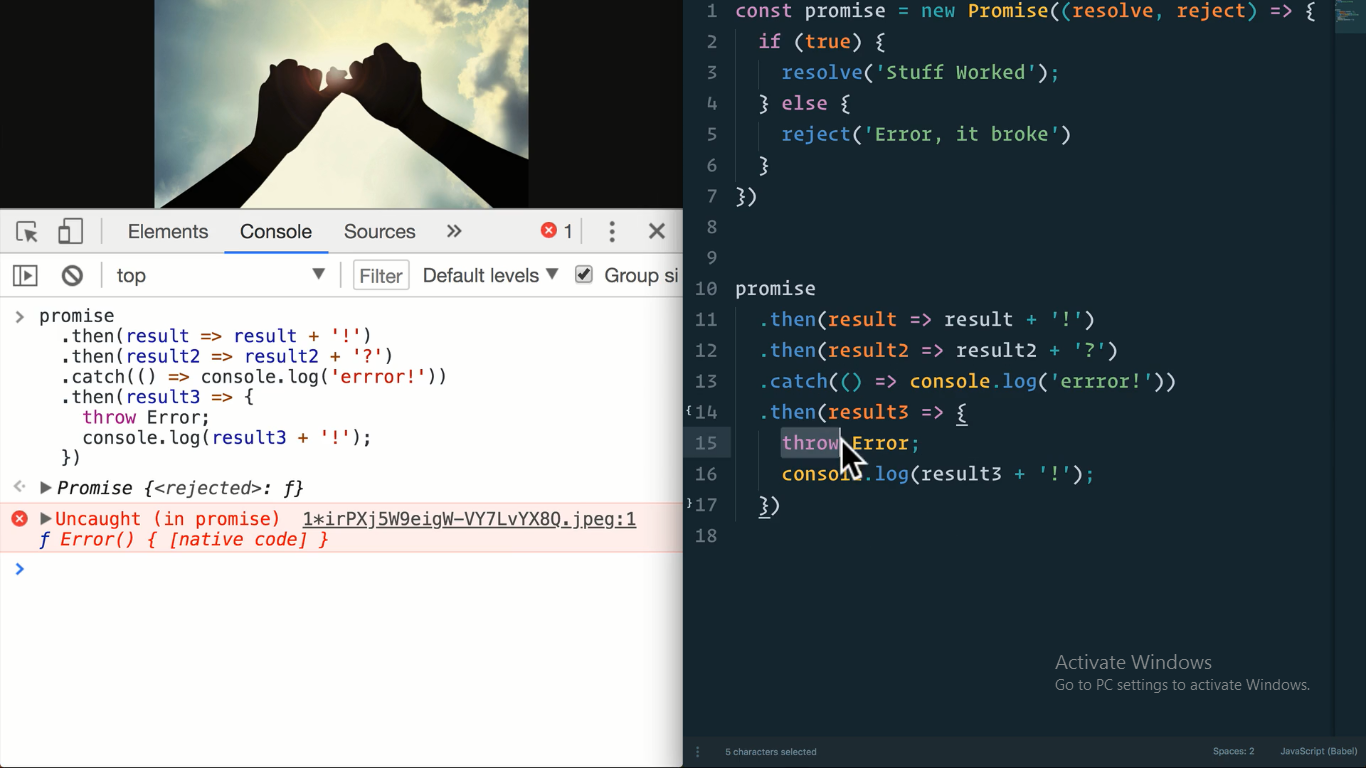 Elements Console Sources » 1
top Filter Default levels Group si
> promise
.then(result => result + '!')
.then(result2 => result2 + '?')
.catch(() => console.log('errror!'))
.then(result3 => {
throw Error;
console.log(result3 + '!');
})
Promise {<rejected>: ƒ}
Uncaught (in promise) 1*irPXj5W9eigW-VY7LvYX8Q.jpeg:1
ƒ Error() { [native code] }
>
1 const promise = new Promise((resolve, reject) => {
2 if (true) {
3 resolve('Stuff Worked');
4 } else {
5 reject('Error, it broke')
6 }
7 })
8
9
10 promise
11 .then(result => result + '!')
12 .then(result2 => result2 + '?')
13 .catch(() => console.log('errror!'))
{14 .then(result3 => {
15 throw Error;
16 console.log(result3 + '!');
}17 })
18
Activate Windows
Go to PC settings to activate Windows.
5 characters selected Spaces: 2 JavaScript (Babel)